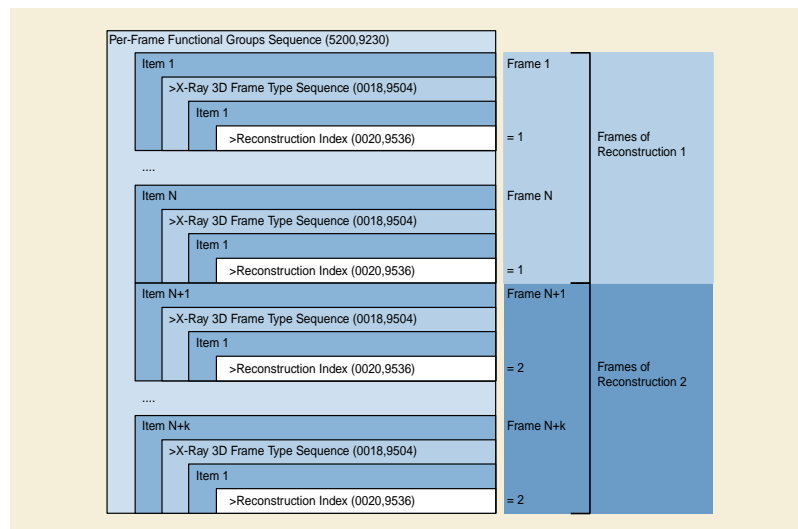 Per-Frame Functional Groups Sequence (5200,9230)
Item 1 Frame 1
>X-Ray 3D Frame Type Sequence (0018,9504)
Item 1
>Reconstruction Index (0020,9536) = 1 Frames of
Reconstruction 1
....
Item N Frame N
>X-Ray 3D Frame Type Sequence (0018,9504)
Item 1
>Reconstruction Index (0020,9536) = 1
Item N+1 Frame N+1
>X-Ray 3D Frame Type Sequence (0018,9504)
Item 1
>Reconstruction Index (0020,9536) = 2 Frames of
Reconstruction 2
....
Item N+k Frame N+k
>X-Ray 3D Frame Type Sequence (0018,9504)
Item 1
>Reconstruction Index (0020,9536) = 2